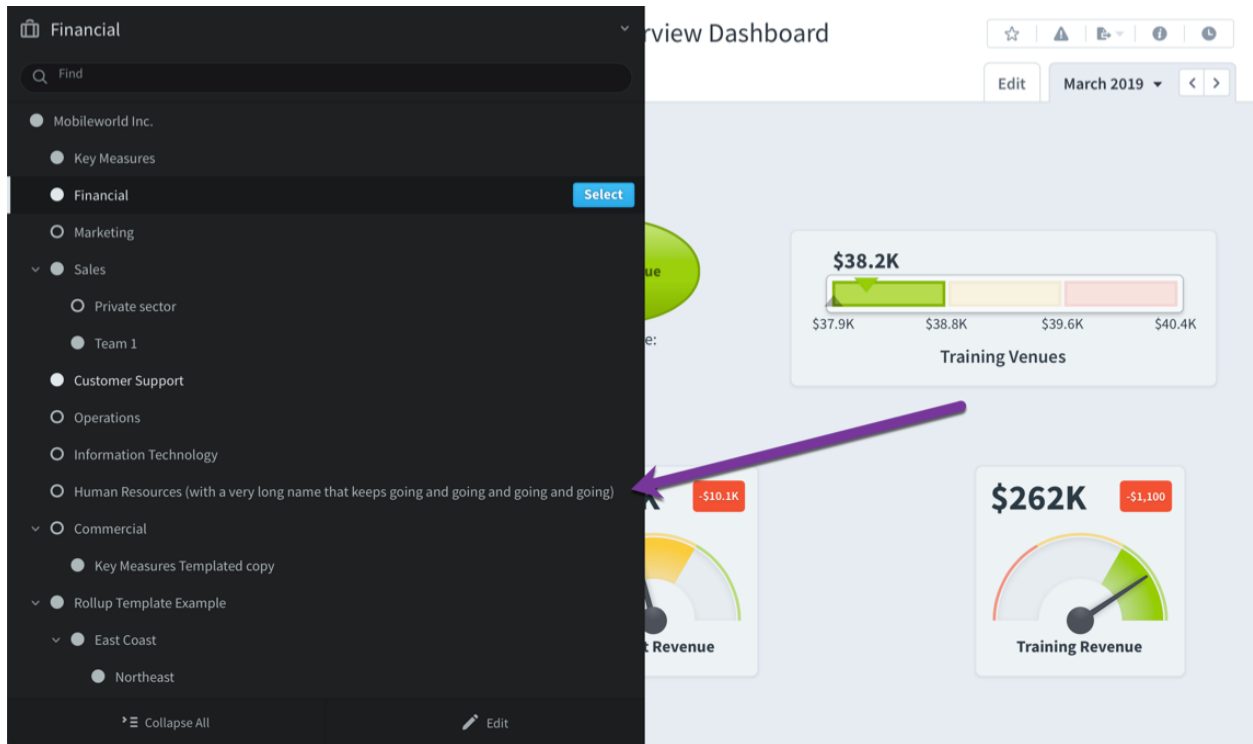 Financial
rview Dashboard
Find
Edit
March 2019
Mobileworld Inc.
Key Measures
Financial
Select
Marketing
Sales
Private sector
Team 1
Customer Support
Operations
Information Technology
Human Resources (with a very long name that keeps going and going and going and going)
Commercial
Key Measures Templated copy
Rollup Template Example
East Coast
Northeast
Collapse All
Edit
ue
e:
$38.2K
$37.9K
$38.8K
$39.6K
$40.4K
Training Venues
K
-$10.1K
t Revenue
$262K
-$1,100
Training Revenue